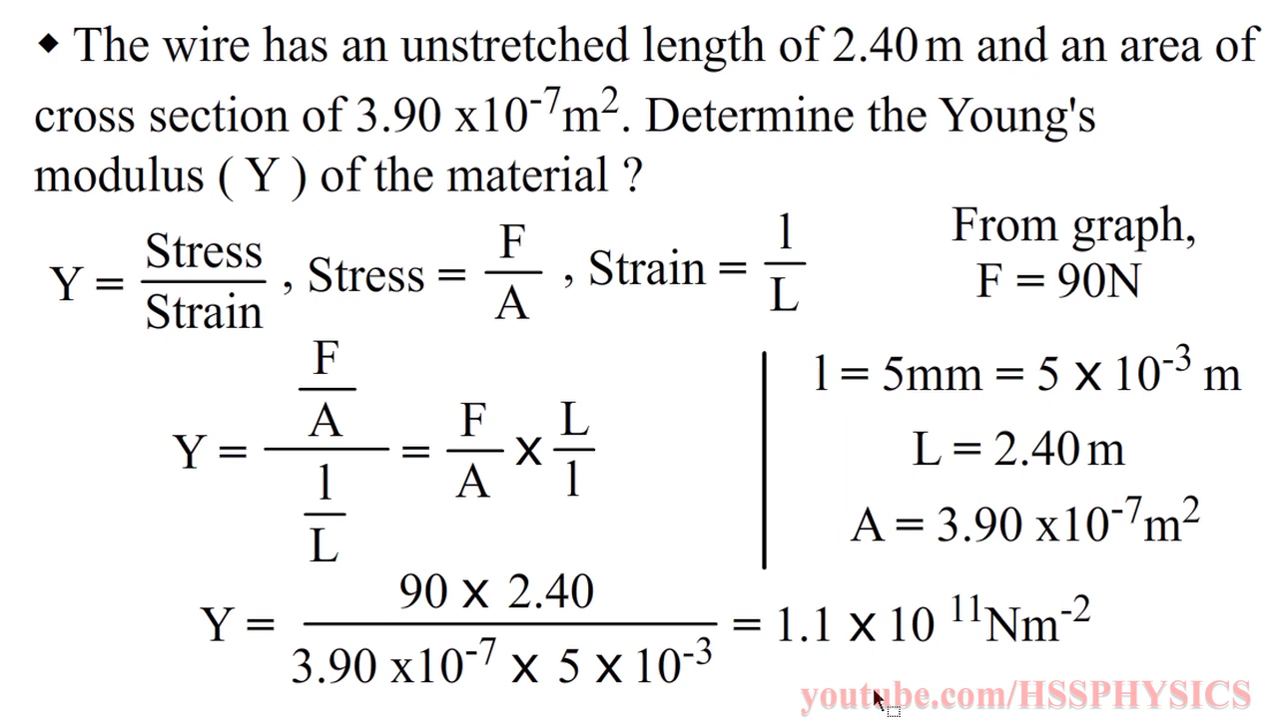 ◆ The wire has an unstretched length of 2.40 m and an area of
cross section of 3.90 x10⁻⁷m². Determine the Young's
modulus ( Y ) of the material ?
Y = Stress / Strain , Stress = F / A , Strain = l / L
From graph,
F = 90N
Y = (F / A) / (l / L) = F / A x L / l
l = 5mm = 5 x 10⁻³ m
L = 2.40 m
A = 3.90 x10⁻⁷m²
Y = 90 x 2.40 / 3.90 x10⁻⁷ x 5 x 10⁻³ = 1.1 x 10 ¹¹Nm⁻²
youtube.com/HSSPHYSICS